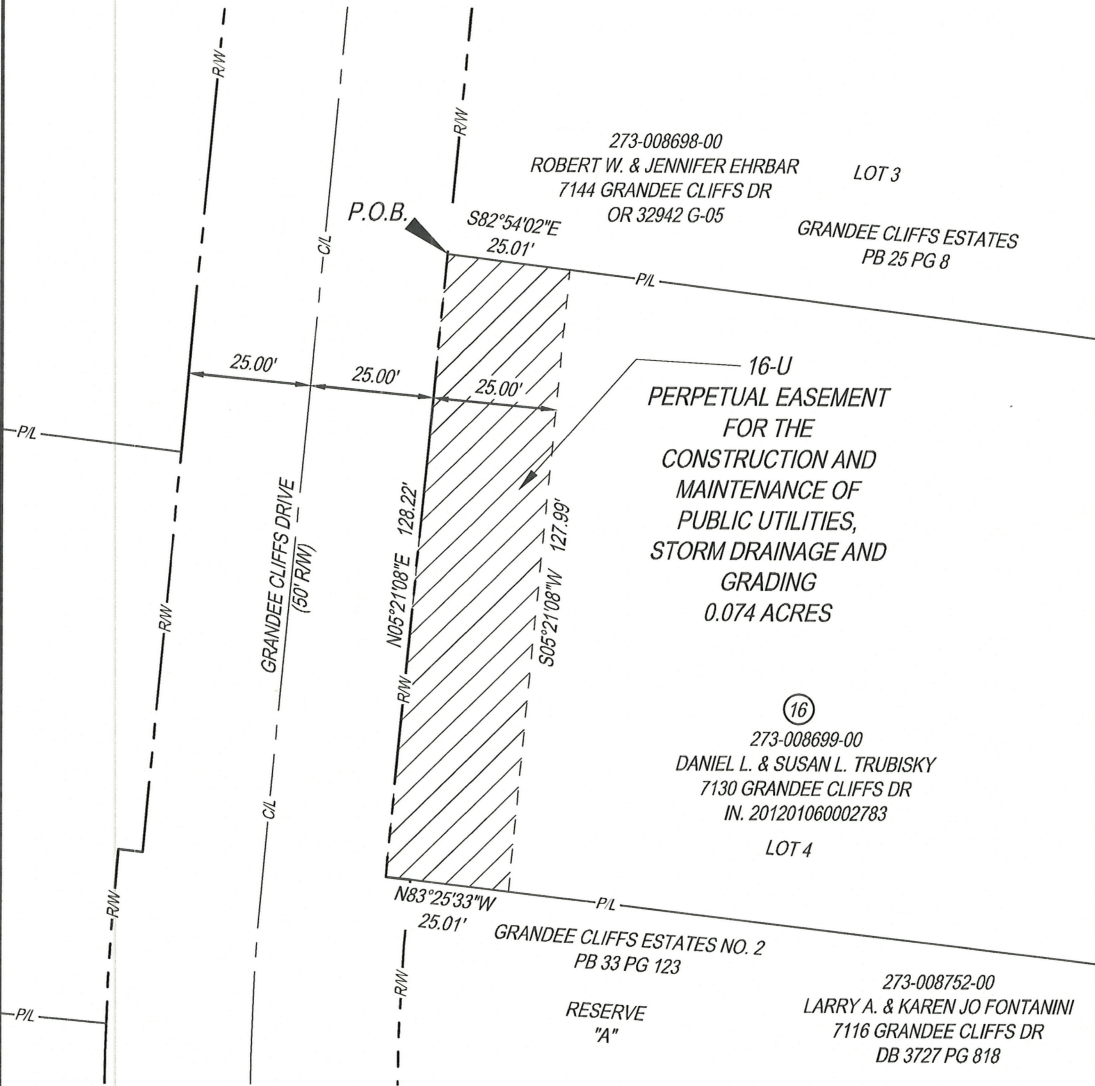 R/W
R/W
C/L
273-008698-00
ROBERT W. & JENNIFER EHRBAR
7144 GRANDEE CLIFFS DR
OR 32942 G-05
LOT 3
GRANDEE CLIFFS ESTATES
PB 25 PG 8
P.O.B.
S82°54'02"E
25.01'
P/L
25.00'
25.00'
25.00'
P/L
16-U
PERPETUAL EASEMENT
FOR THE
CONSTRUCTION AND
MAINTENANCE OF
PUBLIC UTILITIES,
STORM DRAINAGE AND
GRADING
0.074 ACRES
GRANDEE CLIFFS DRIVE
(50' R/W)
N05°21'08"E 128.22'
S05°21'08"W 127.99'
R/W
R/W
C/L
16
273-008699-00
DANIEL L. & SUSAN L. TRUBISKY
7130 GRANDEE CLIFFS DR
IN. 201201060002783
LOT 4
R/W
N83°25'33"W
25.01'
P/L
GRANDEE CLIFFS ESTATES NO. 2
PB 33 PG 123
R/W
RESERVE
"A"
P/L
273-008752-00
LARRY A. & KAREN JO FONTANINI
7116 GRANDEE CLIFFS DR
DB 3727 PG 818